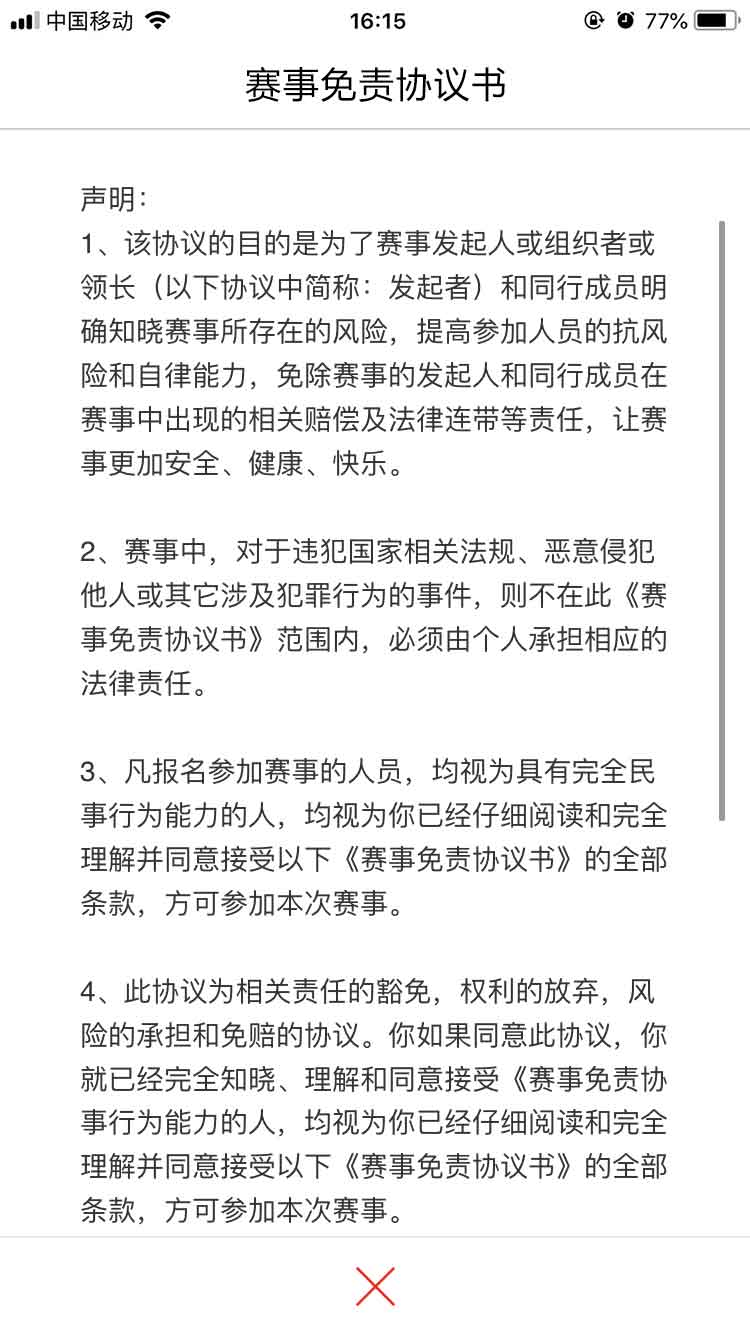 中国移动 16:15 77%
赛事免责协议书
声明：
1、该协议的目的是为了赛事发起人或组织者或
领长（以下协议中简称：发起者）和同行成员明
确知晓赛事所存在的风险，提高参加人员的抗风
险和自律能力，免除赛事的发起人和同行成员在
赛事中出现的相关赔偿及法律连带等责任，让赛
事更加安全、健康、快乐。
2、赛事中，对于违犯国家相关法规、恶意侵犯
他人或其它涉及犯罪行为的事件，则不在此《赛
事免责协议书》范围内，必须由个人承担相应的
法律责任。
3、凡报名参加赛事的人员，均视为具有完全民
事行为能力的人，均视为你已经仔细阅读和完全
理解并同意接受以下《赛事免责协议书》的全部
条款，方可参加本次赛事。
4、此协议为相关责任的豁免，权利的放弃，风
险的承担和免赔的协议。你如果同意此协议，你
就已经完全知晓、理解和同意接受《赛事免责协
事行为能力的人，均视为你已经仔细阅读和完全
理解并同意接受以下《赛事免责协议书》的全部
条款，方可参加本次赛事。